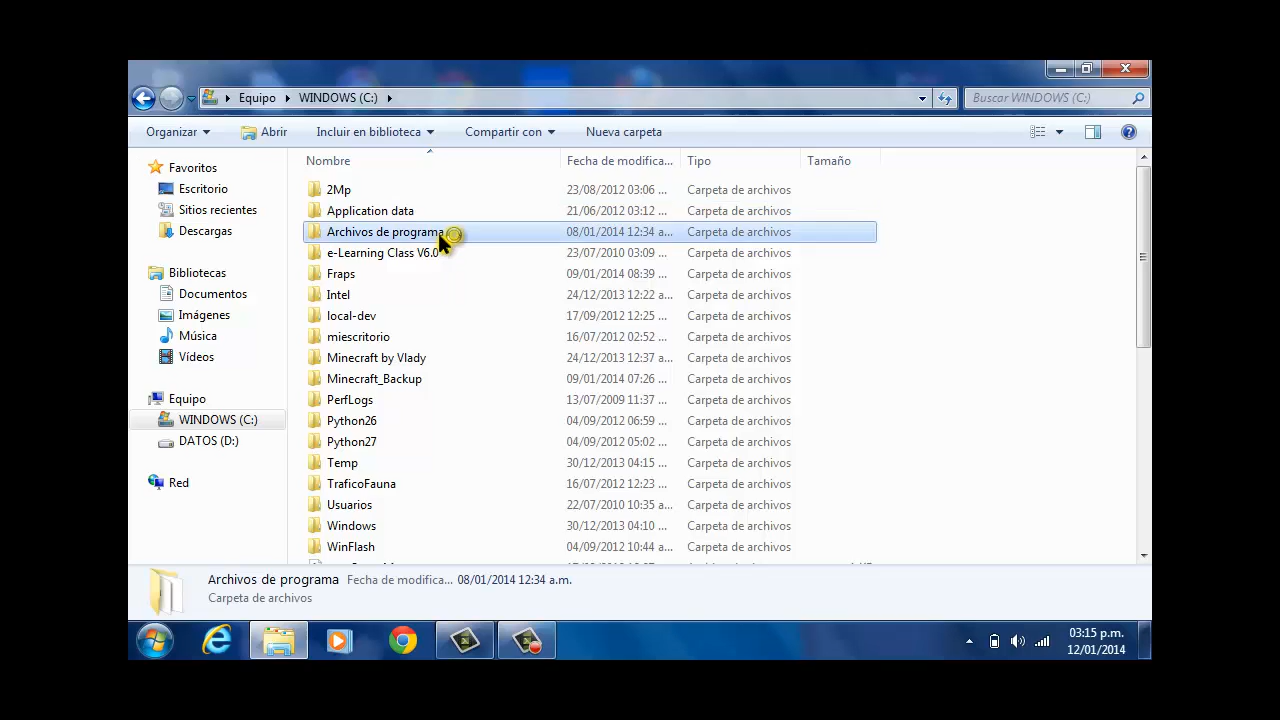 Equipo WINDOWS (C:) Buscar WINDOWS (C:)
Organizar Abrir Incluir en biblioteca Compartir con Nueva carpeta
Nombre Fecha de modifica... Tipo Tamaño
Favoritos
Escritorio
Sitios recientes
Descargas
Bibliotecas
Documentos
Imágenes
Música
Vídeos
Equipo
WINDOWS (C:)
DATOS (D:)
Red
2Mp 23/08/2012 03:06 ... Carpeta de archivos
Application data 21/06/2012 03:12 ... Carpeta de archivos
Archivos de programa 08/01/2014 12:34 a... Carpeta de archivos
e-Learning Class V6.0 23/07/2010 03:09 ... Carpeta de archivos
Fraps 09/01/2014 08:39 ... Carpeta de archivos
Intel 24/12/2013 12:22 a... Carpeta de archivos
local-dev 17/09/2012 12:25 ... Carpeta de archivos
miescritorio 16/07/2012 02:52 ... Carpeta de archivos
Minecraft by Vlady 24/12/2013 12:37 a... Carpeta de archivos
Minecraft_Backup 09/01/2014 07:26 ... Carpeta de archivos
PerfLogs 13/07/2009 11:37 ... Carpeta de archivos
Python26 04/09/2012 06:59 ... Carpeta de archivos
Python27 04/09/2012 05:02 ... Carpeta de archivos
Temp 30/12/2013 04:15 ... Carpeta de archivos
TraficoFauna 16/07/2012 12:23 ... Carpeta de archivos
Usuarios 22/07/2010 10:35 a... Carpeta de archivos
Windows 30/12/2013 04:10 ... Carpeta de archivos
WinFlash 04/09/2012 10:44 a... Carpeta de archivos
Archivos de programa Fecha de modifica... 08/01/2014 12:34 a.m.
Carpeta de archivos
03:15 p.m.
12/01/2014